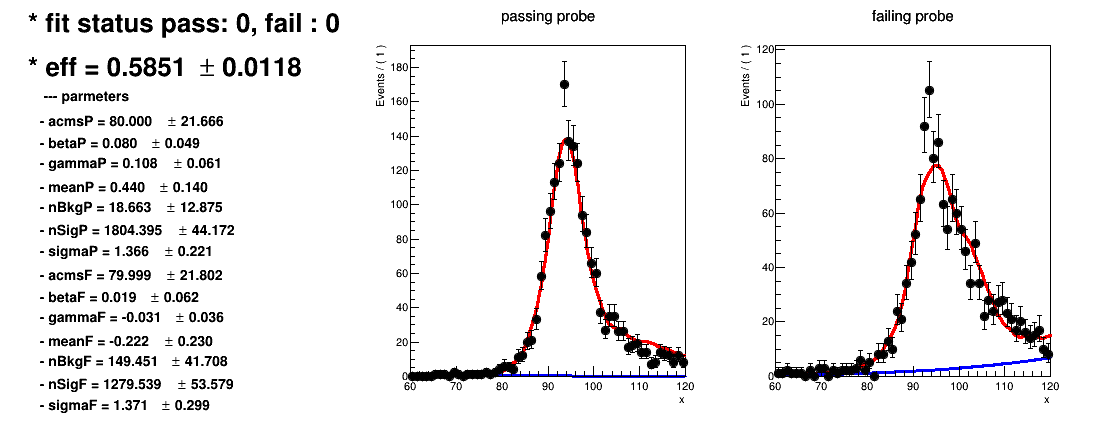 * fit status pass: 0, fail : 0
* eff = 0.5851 ± 0.0118
--- parmeters
- acmsP = 80.000 ± 21.666
- betaP = 0.080 ± 0.049
- gammaP = 0.108 ± 0.061
- meanP = 0.440 ± 0.140
- nBkgP = 18.663 ± 12.875
- nSigP = 1804.395 ± 44.172
- sigmaP = 1.366 ± 0.221
- acmsF = 79.999 ± 21.802
- betaF = 0.019 ± 0.062
- gammaF = -0.031 ± 0.036
- meanF = -0.222 ± 0.230
- nBkgF = 149.451 ± 41.708
- nSigF = 1279.539 ± 53.579
- sigmaF = 1.371 ± 0.299
passing probe
Events / ( 1 )
180
160
140
120
100
80
60
40
20
0
60 70 80 90 100 110 120
x
failing probe
Events / ( 1 )
120
100
80
60
40
20
0
60 70 80 90 100 110 120
x